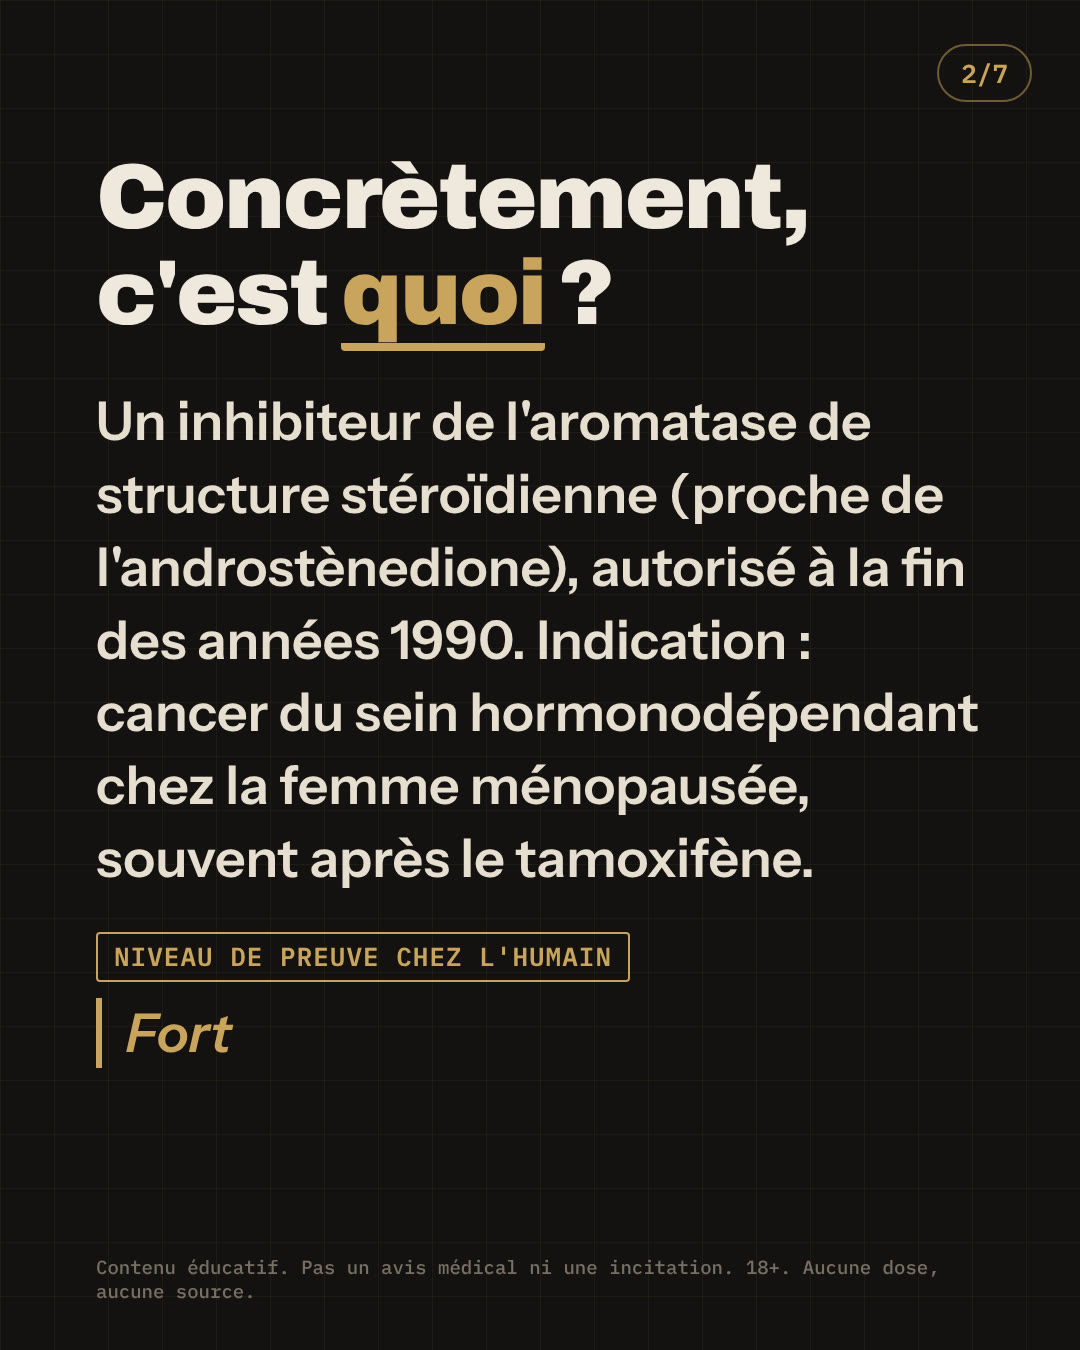 2/7
Concrètement,
c'est quoi ?
Un inhibiteur de l'aromatase de
structure stéroïdienne (proche de
l'androstènedione), autorisé à la fin
des années 1990. Indication :
cancer du sein hormonodépendant
chez la femme ménopausée,
souvent après le tamoxifène.
NIVEAU DE PREUVE CHEZ L'HUMAIN
Fort
Contenu éducatif. Pas un avis médical ni une incitation. 18+. Aucune dose,
aucune source.